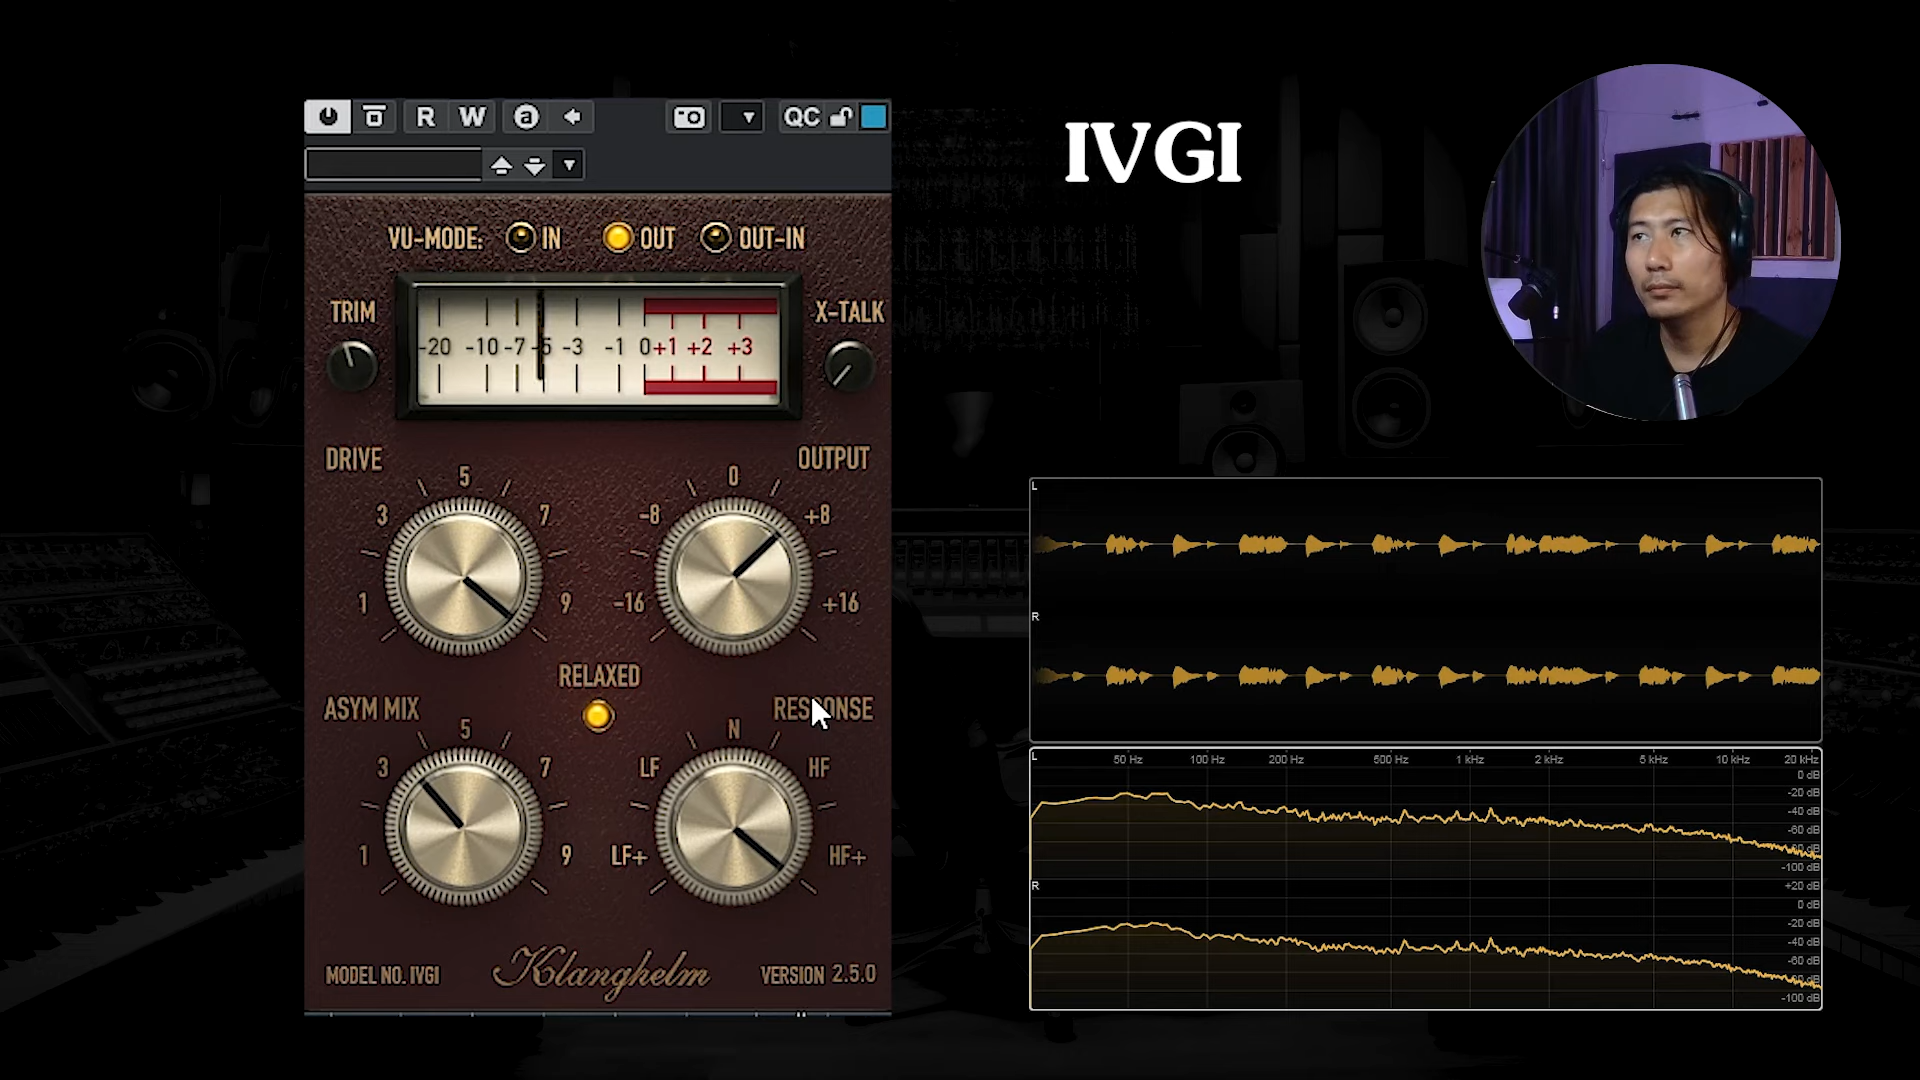 R W a QC
IVGI
VU-MODE: IN OUT OUT-IN
TRIM X-TALK
-20 -10 -7 -5 -3 -1 0 +1 +2 +3
DRIVE OUTPUT
5 0
3 7 -8 +8
1 9 -16 +16
RELAXED
ASYM MIX RESPONSE
5 N
3 7 LF HF
1 9 LF+ HF+
MODEL NO. IVGI Klanghelm VERSION 2.5.0
L
R
L 50 Hz 100 Hz 200 Hz 500 Hz 1 kHz 2 kHz 5 kHz 10 kHz 20 kHz
0 dB
-20 dB
-40 dB
-60 dB
-80 dB
-100 dB
R +20 dB
0 dB
-20 dB
-40 dB
-60 dB
-80 dB
-100 dB